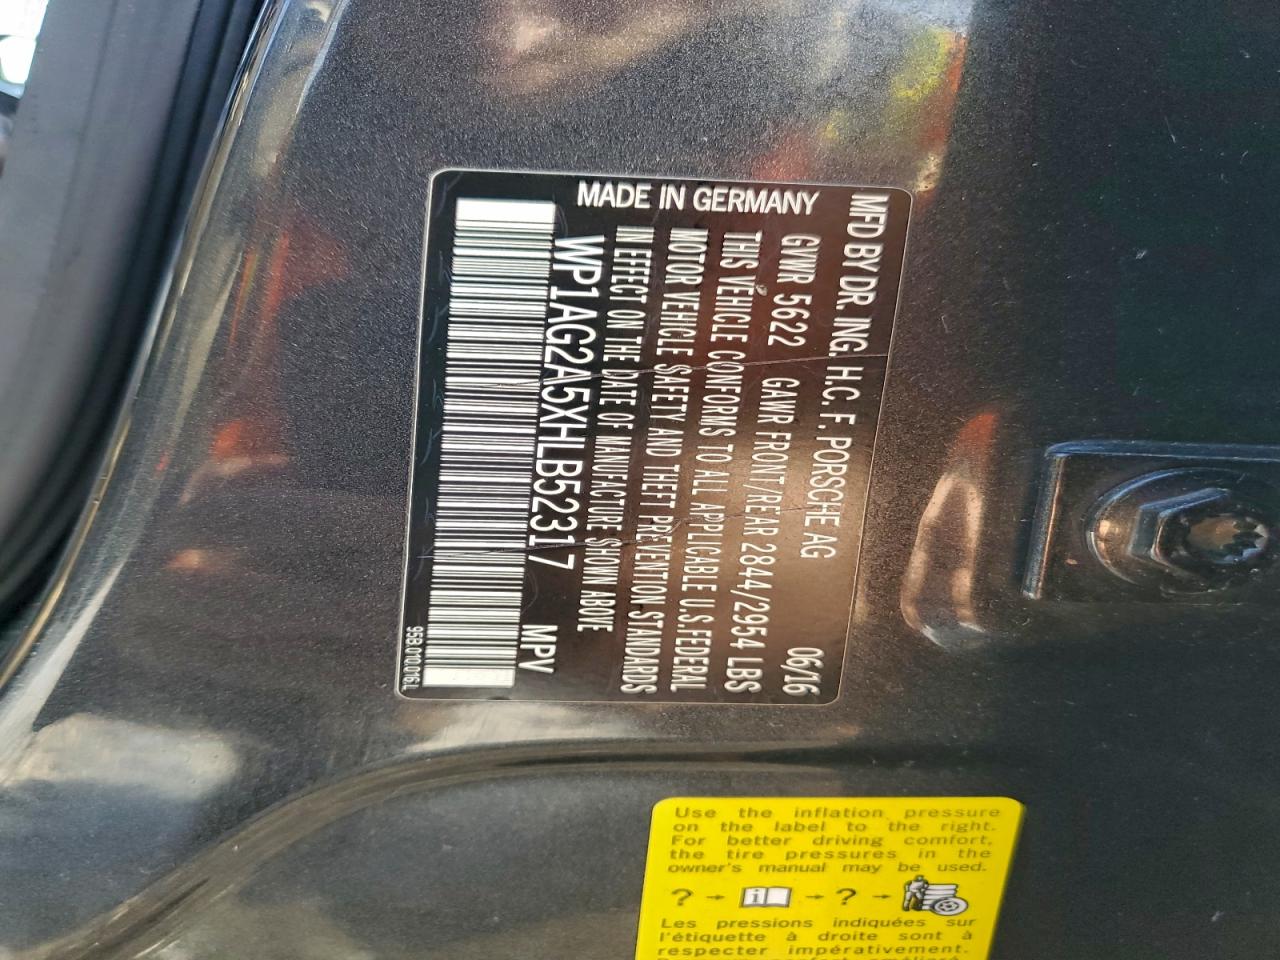 MFD BY DR. ING. H.C. F. PORSCHE AG
06/16
GVWR 5622 GAWR FRONT/REAR 2844/2954 LBS
THIS VEHICLE CONFORMS TO ALL APPLICABLE U.S.FEDERAL
MOTOR VEHICLE SAFETY AND THEFT PREVENTION STANDARDS
IN EFFECT ON THE DATE OF MANUFACTURE SHOWN ABOVE
WP1AG2A5XHLB52317
MPV
MADE IN GERMANY
95B.010.016.L
Use the inflation pressure
on the label to the right.
For better driving comfort,
the tire pressures in the
owner's manual may be used.
? → i → ? →
Les pressions indiquées sur
l'étiquette à droite sont à
respecter impérativement.